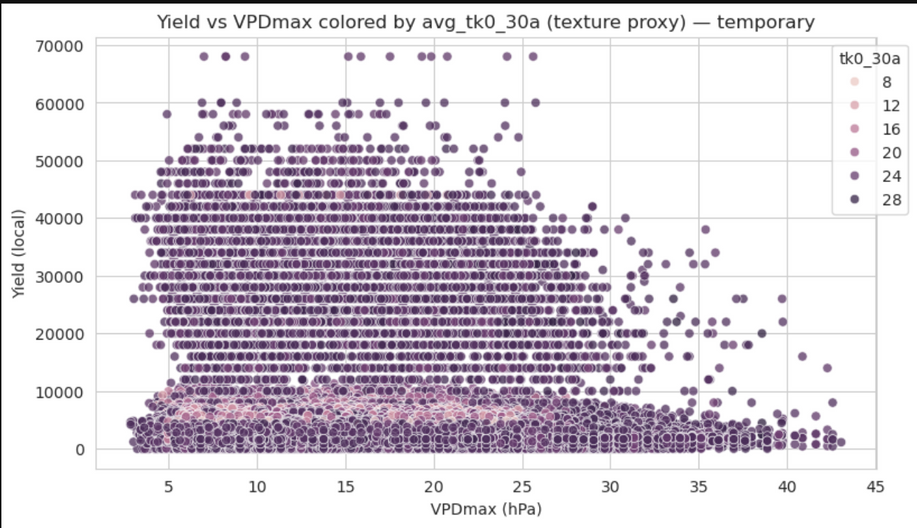 Yield vs VPDmax colored by avg_tk0_30a (texture proxy) — temporary
70000
60000
50000
40000
30000
20000
10000
0
Yield (local)
5 10 15 20 25 30 35 40 45
VPDmax (hPa)
tk0_30a
8
12
16
20
24
28